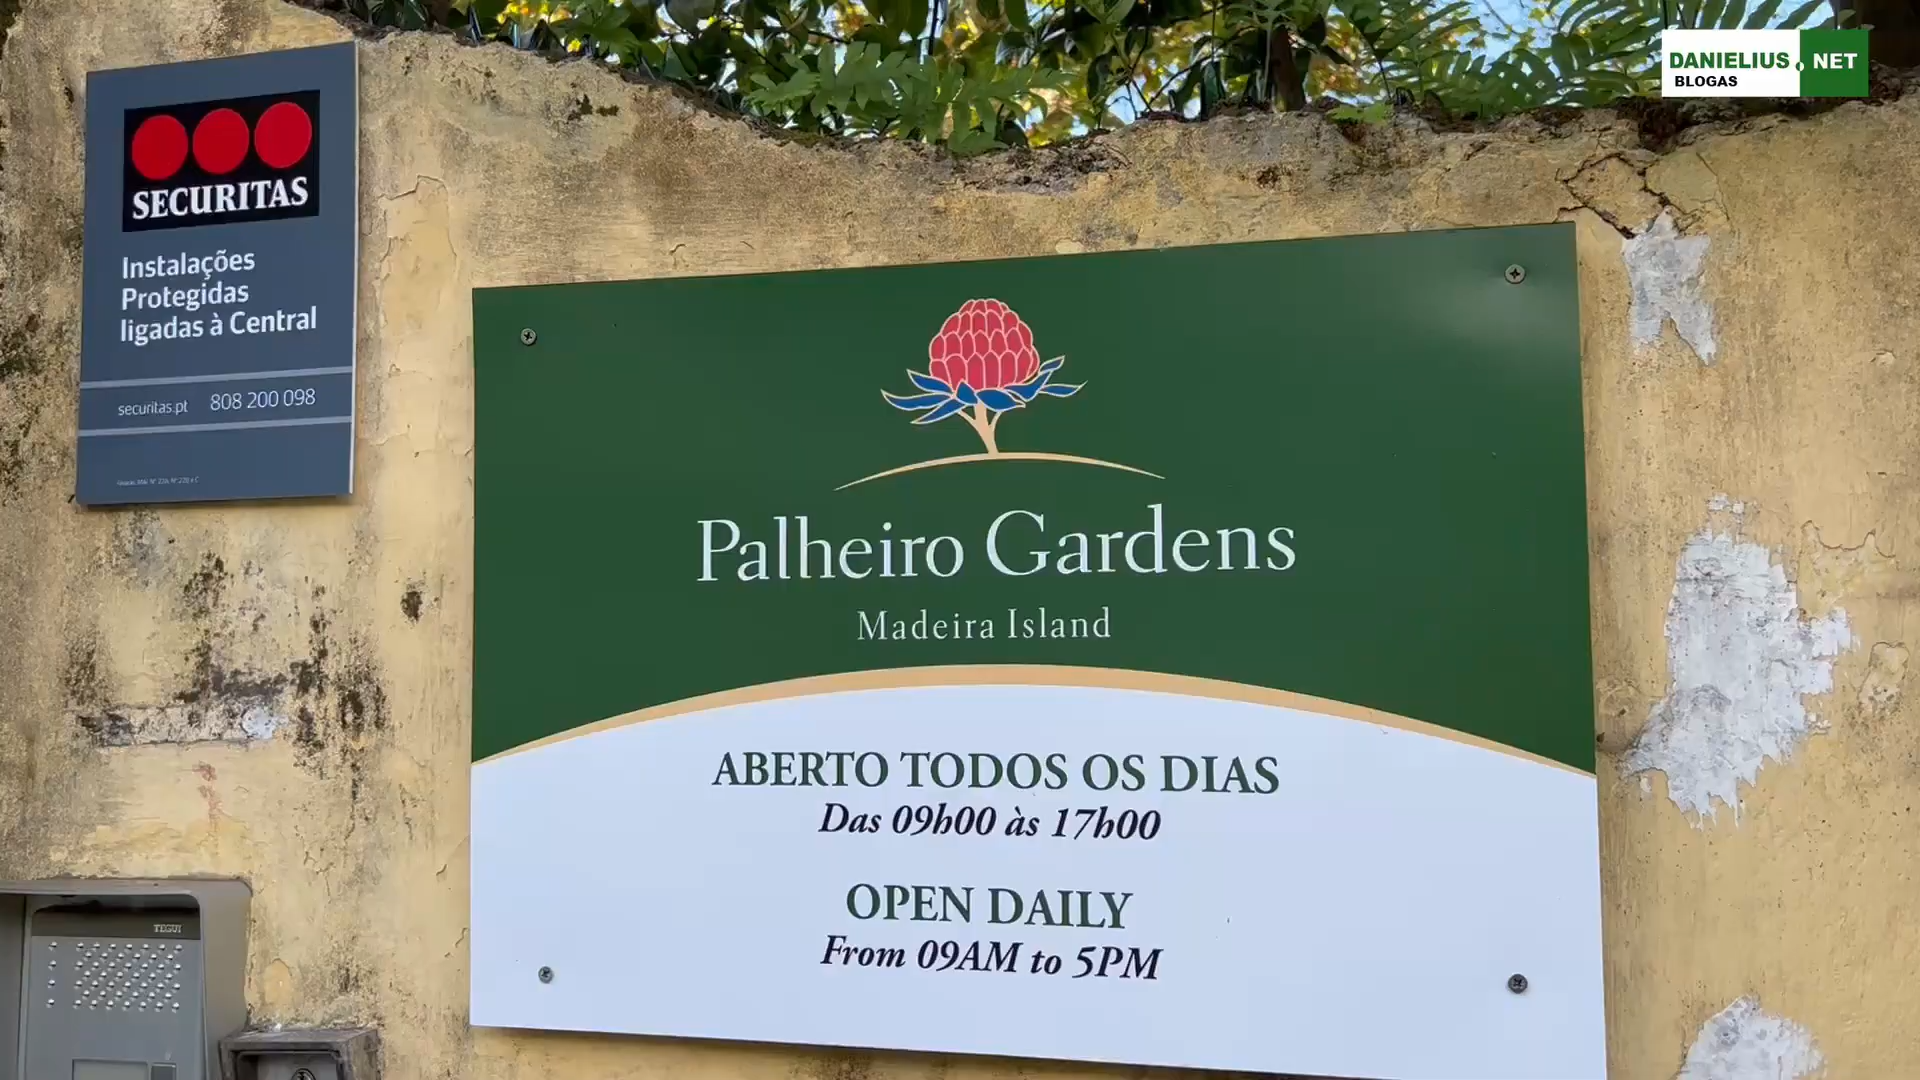 DANIELIUS.NET
BLOGAS
SECURITAS
Instalações
Protegidas
ligadas à Central
securitas.pt 808 200 098
Palheiro Gardens
Madeira Island
ABERTO TODOS OS DIAS
Das 09h00 às 17h00
OPEN DAILY
From 09AM to 5PM
TEGUI